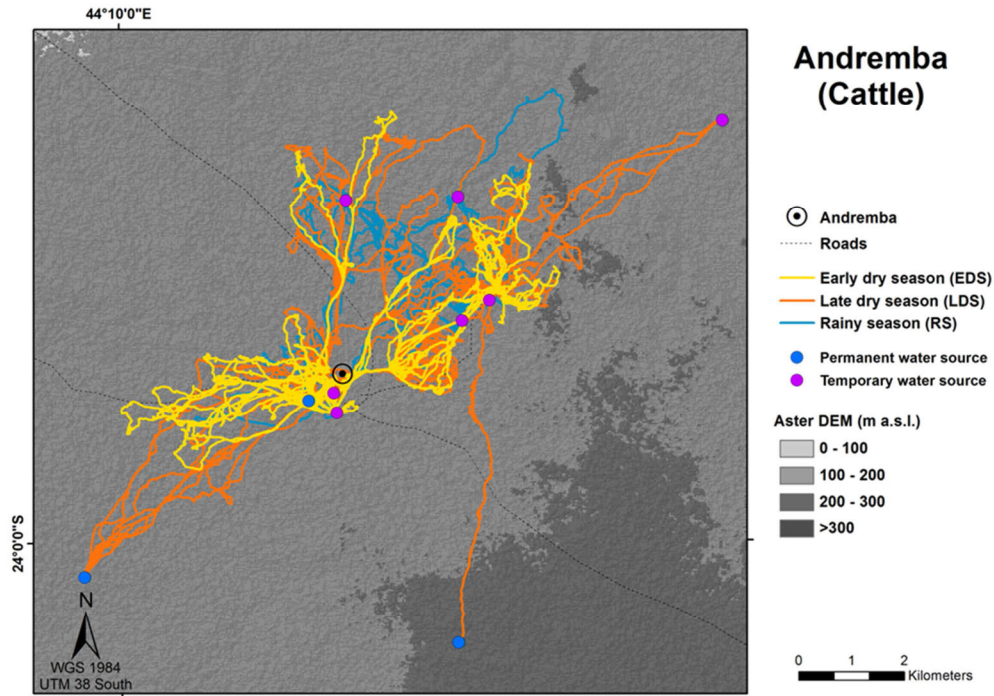 44°10'0"E
Andremba
(Cattle)
Andremba
Roads
Early dry season (EDS)
Late dry season (LDS)
Rainy season (RS)
Permanent water source
Temporary water source
Aster DEM (m a.s.l.)
0 - 100
100 - 200
200 - 300
>300
24°0'0"S
N
WGS 1984
UTM 38 South
0 1 2
Kilometers